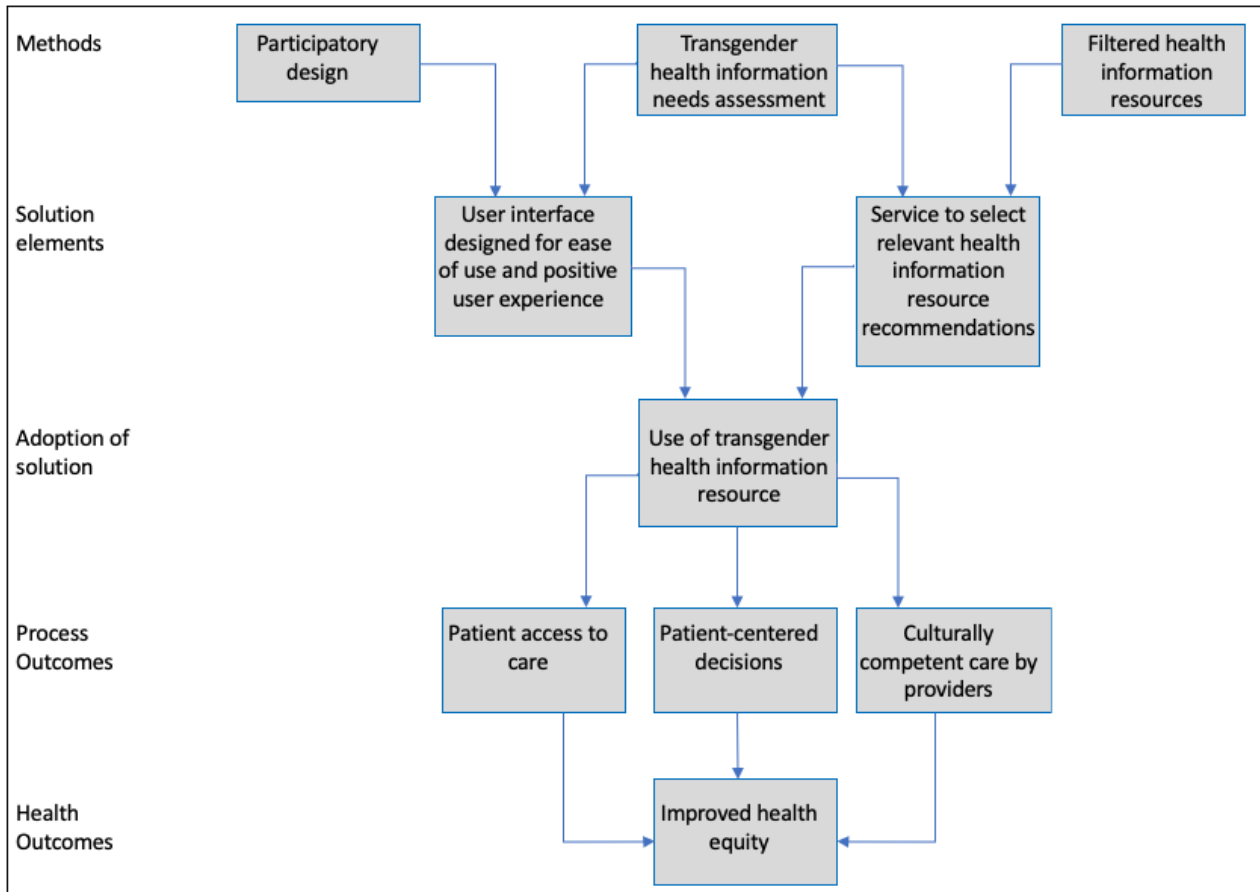 Methods
Participatory
design
Transgender
health information
needs assessment
Filtered health
information
resources
Solution
elements
User interface
designed for ease
of use and positive
user experience
Service to select
relevant health
information
resource
recommendations
Adoption of
solution
Use of transgender
health information
resource
Process
Outcomes
Patient access to
care
Patient-centered
decisions
Culturally
competent care by
providers
Health
Outcomes
Improved health
equity